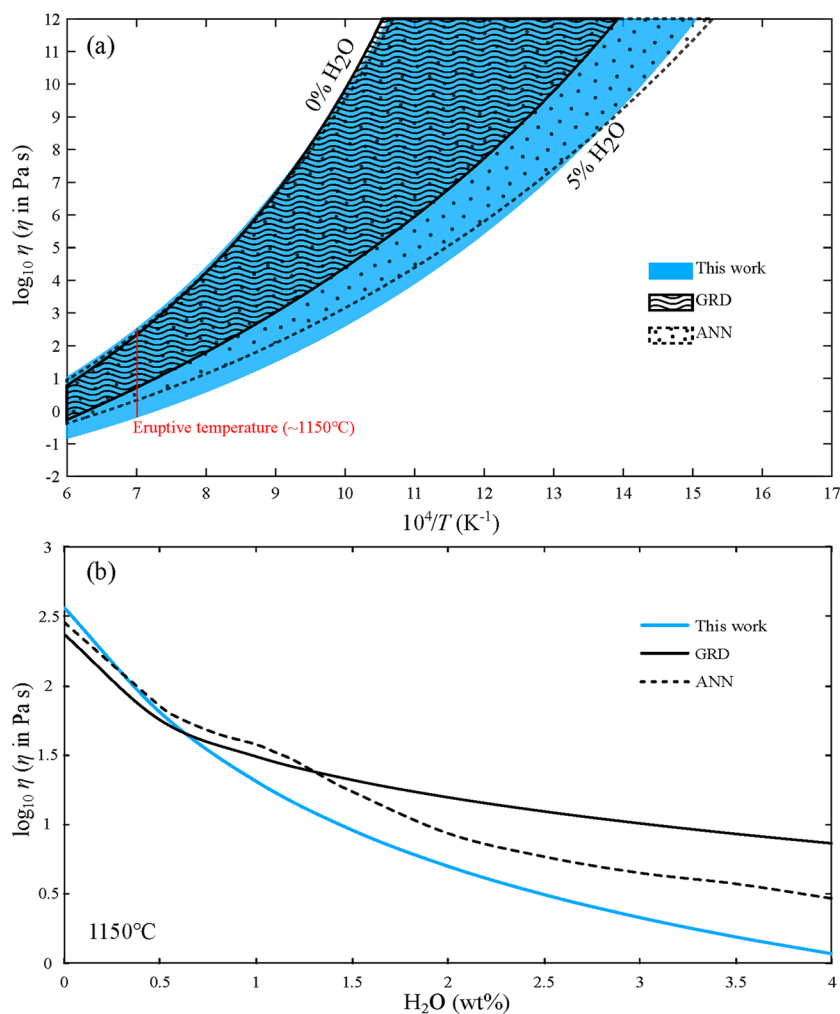 (a)
12
11
10
9
8
7
6
5
4
3
2
1
0
-1
-2
log₁₀ η (η in Pa s)
0% H₂O
5% H₂O
This work
GRD
ANN
Eruptive temperature (~1150℃)
6 7 8 9 10 11 12 13 14 15 16 17
10⁴/T (K⁻¹)
(b)
3
2.5
2
1.5
1
0.5
0
log₁₀ η (η in Pa s)
This work
GRD
ANN
1150℃
0 0.5 1 1.5 2 2.5 3 3.5 4
H₂O (wt%)